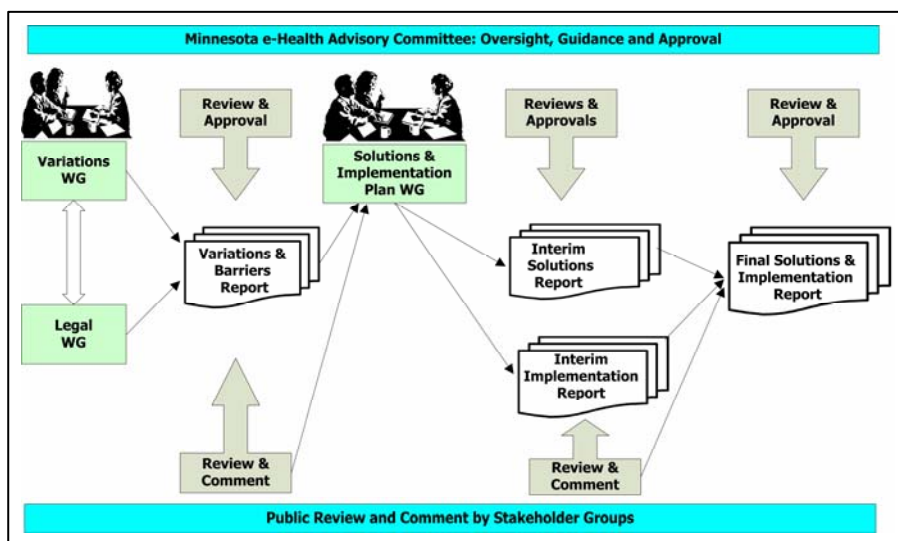 Minnesota e-Health Advisory Committee: Oversight, Guidance and Approval
Review &
Approval
Reviews &
Approvals
Review &
Approval
Variations
WG
Solutions &
Implementation
Plan WG
Variations &
Barriers
Report
Interim
Solutions
Report
Final Solutions &
Implementation
Report
Legal
WG
Interim
Implementation
Report
Review &
Comment
Review &
Comment
Public Review and Comment by Stakeholder Groups